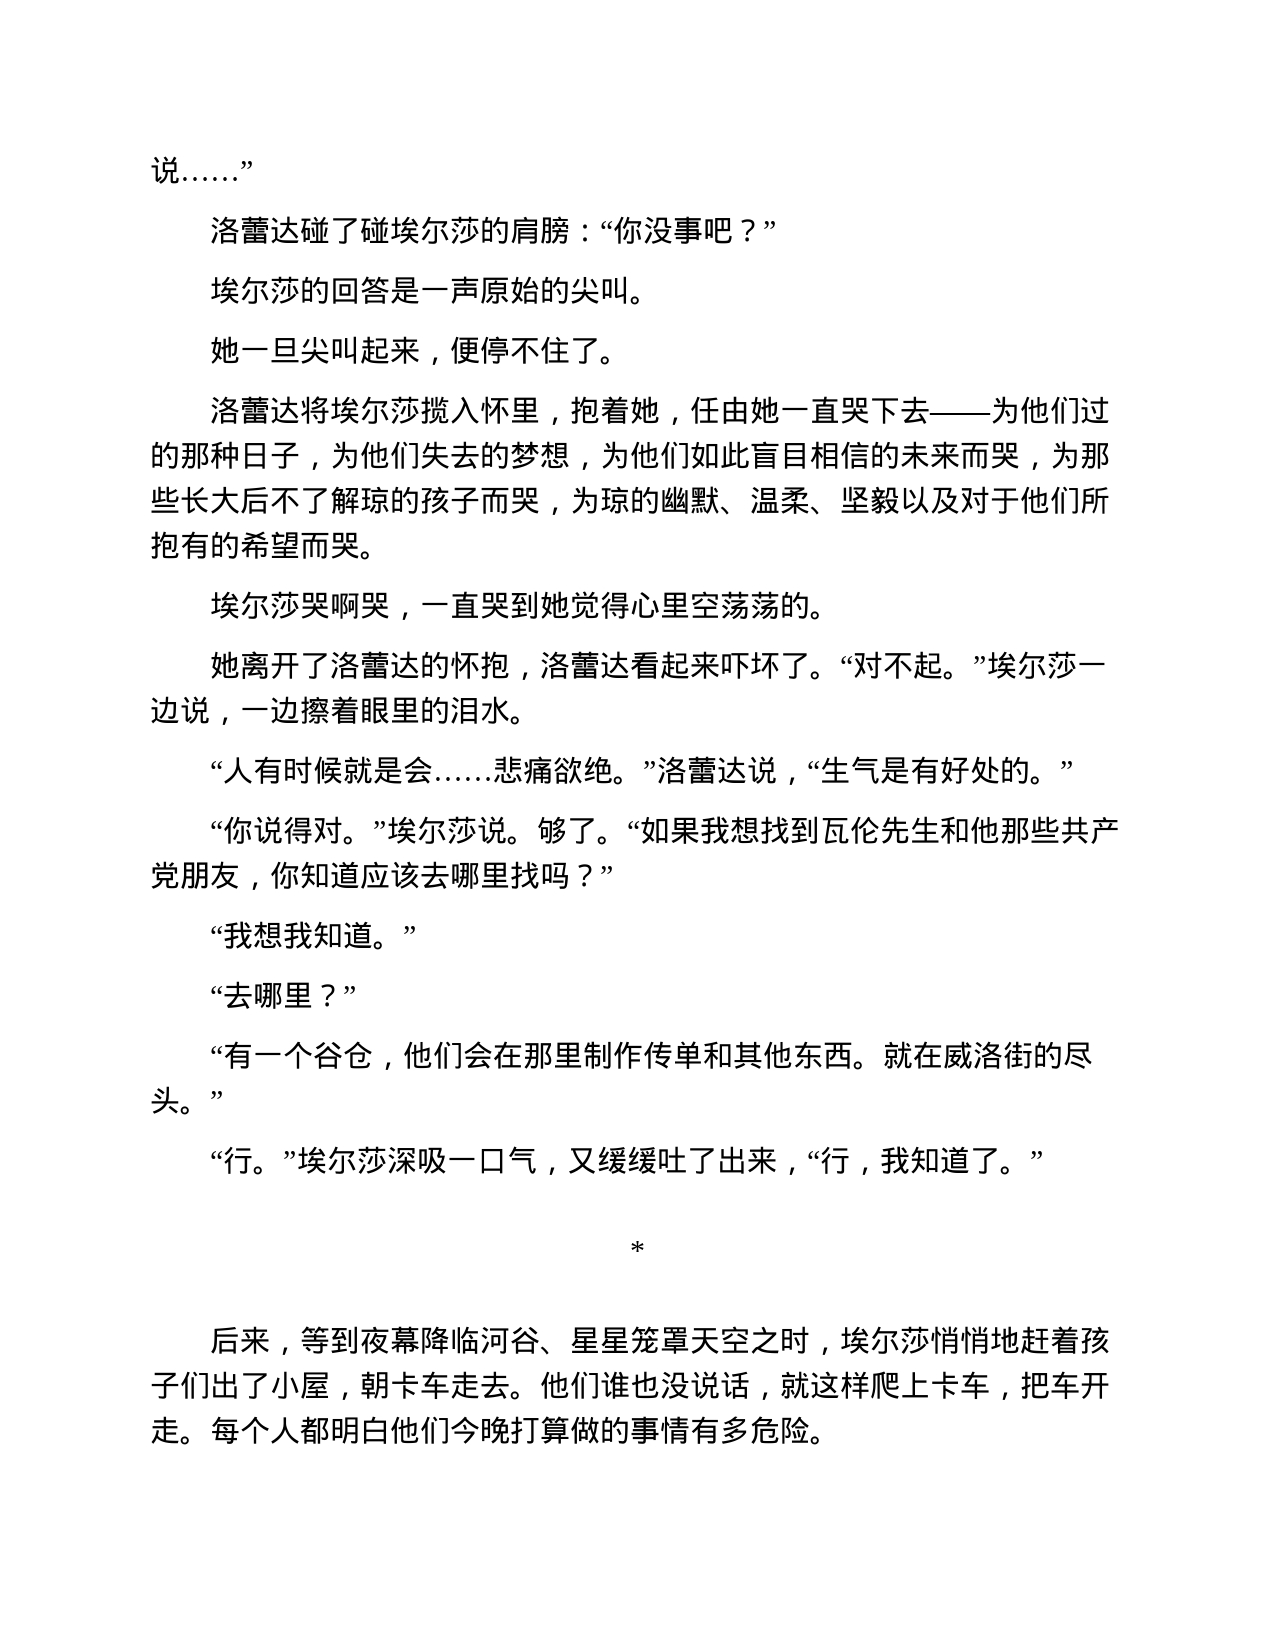 说……”
洛蕾达碰了碰埃尔莎的肩膀：“你没事吧？”
埃尔莎的回答是一声原始的尖叫。
她一旦尖叫起来，便停不住了。
洛蕾达将埃尔莎揽入怀里，抱着她，任由她一直哭下去——为他们过
的那种日子，为他们失去的梦想，为他们如此盲目相信的未来而哭，为那
些长大后不了解琼的孩子而哭，为琼的幽默、温柔、坚毅以及对于他们所
抱有的希望而哭。
埃尔莎哭啊哭，一直哭到她觉得心里空荡荡的。
她离开了洛蕾达的怀抱，洛蕾达看起来吓坏了。“对不起。”埃尔莎一
边说，一边擦着眼里的泪水。
“人有时候就是会……悲痛欲绝。”洛蕾达说，“生气是有好处的。”
“你说得对。”埃尔莎说。够了。“如果我想找到瓦伦先生和他那些共产
党朋友，你知道应该去哪里找吗？”
“我想我知道。”
“去哪里？”
“有一个谷仓，他们会在那里制作传单和其他东西。就在威洛街的尽
头。”
“行。”埃尔莎深吸一口气，又缓缓吐了出来，“行，我知道了。”
*
后来，等到夜幕降临河谷、星星笼罩天空之时，埃尔莎悄悄地赶着孩
子们出了小屋，朝卡车走去。他们谁也没说话，就这样爬上卡车，把车开
走。每个人都明白他们今晚打算做的事情有多危险。